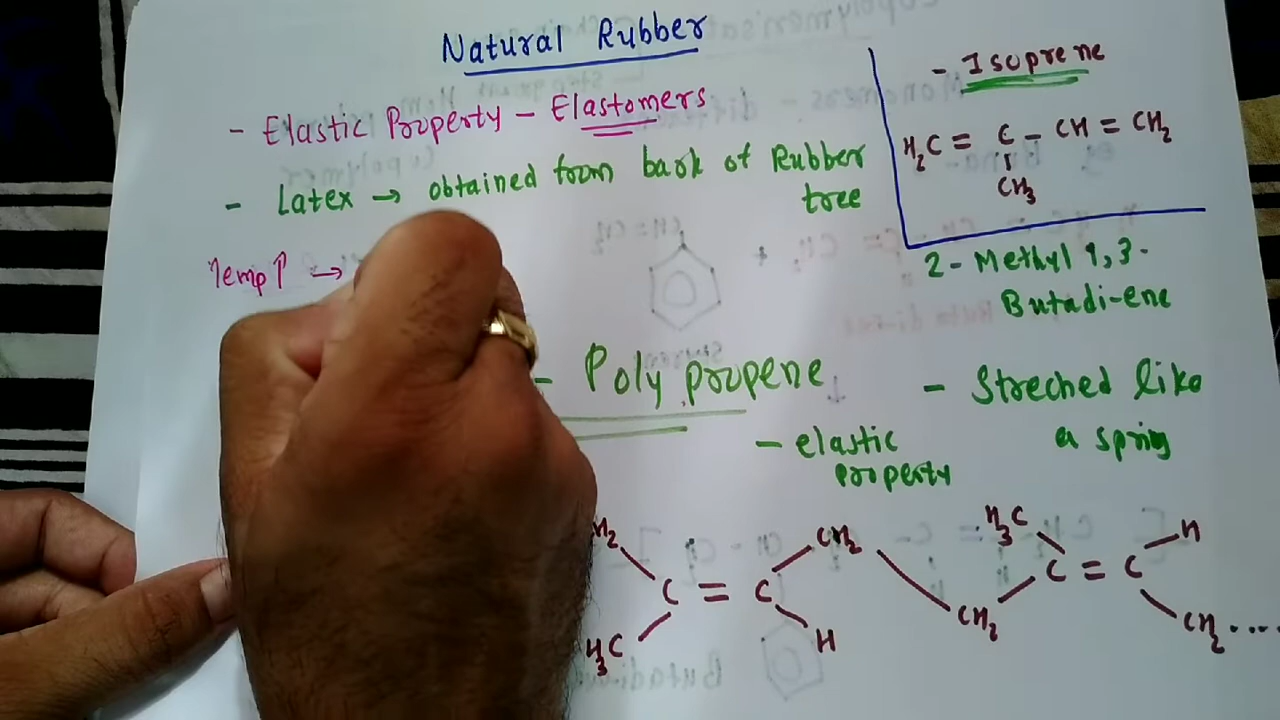 Natural Rubber
- Elastic Property - Elastomers
- Latex → obtained from bark of Rubber
tree
Temp↑ →
- Isoprene
H₂C = C - CH = CH₂
CH₃
2- Methyl 1,3-
Butadi-ene
- Poly propene
- Streched like
a spring
- elastic
property
H₂
CH₂
H₃C
H
C = C
C = C
H₃C
H
CH₂
CH₂....